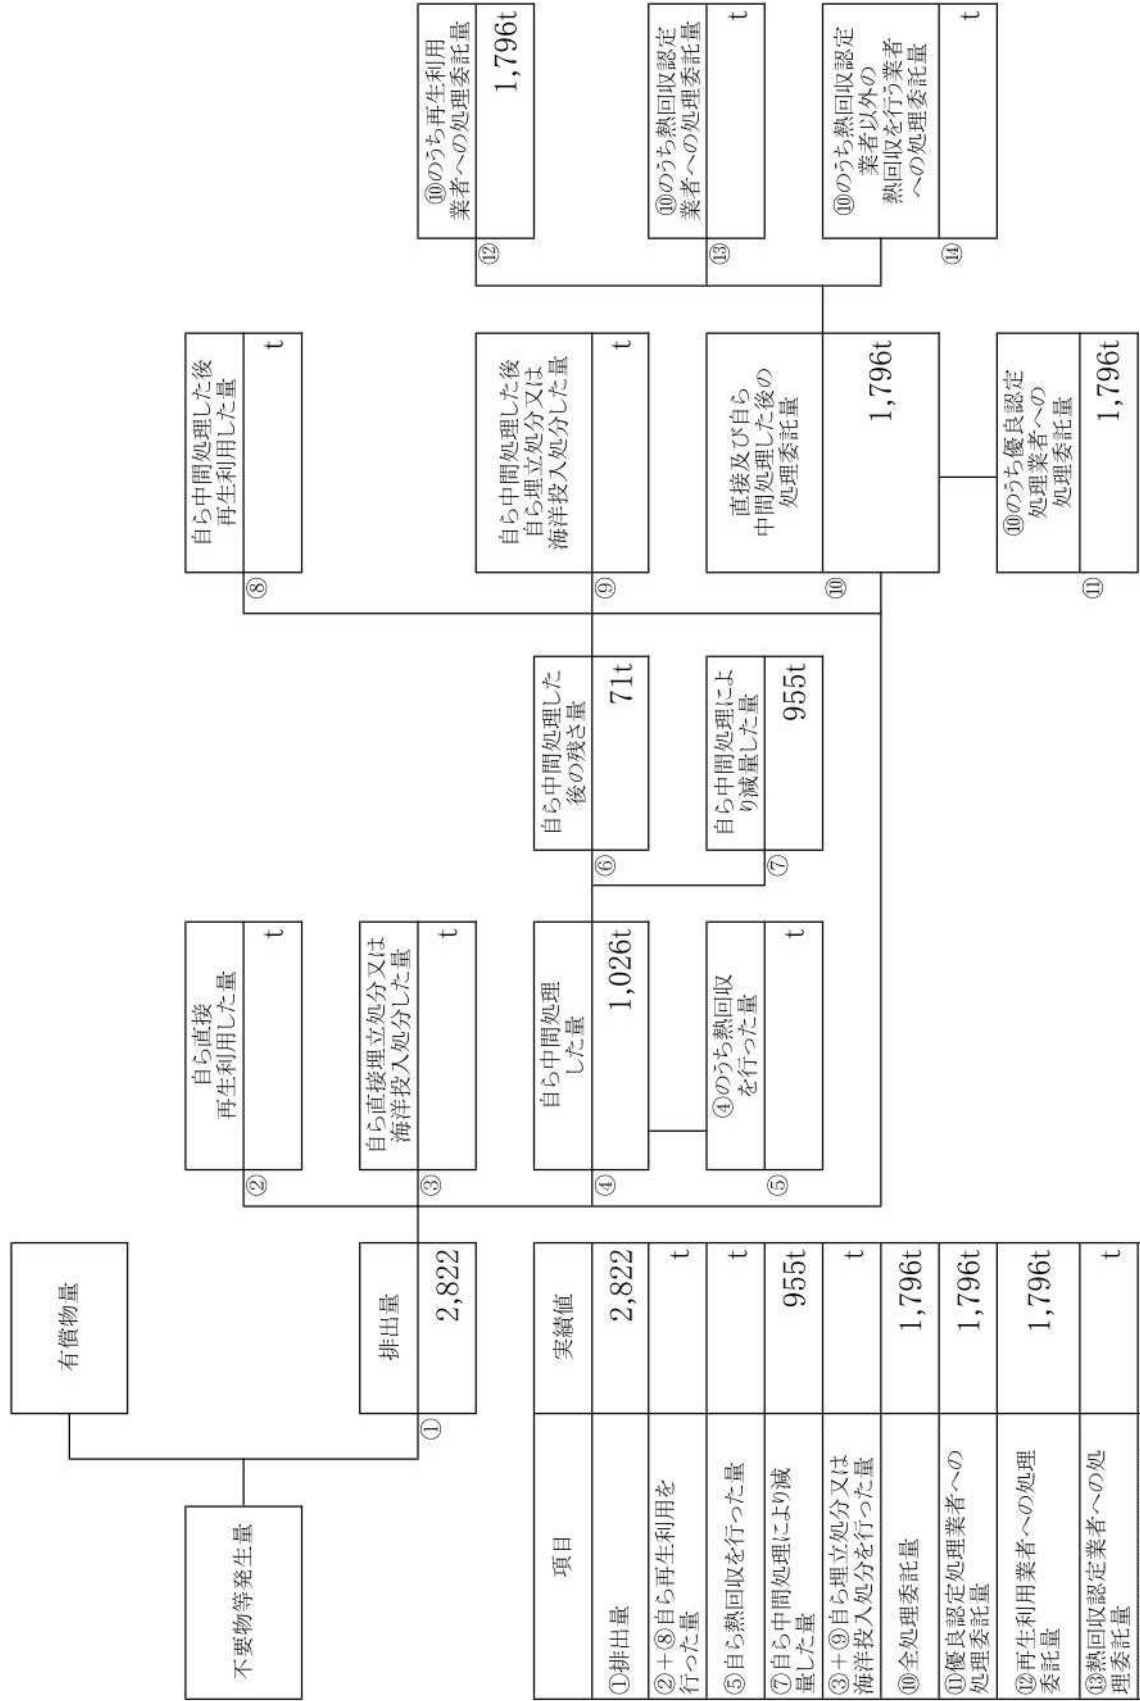 不要物等発生量
有償物量
①
排出量
2,822
②
自ら直接
再生利用した量
t
③
自ら直接埋立処分又は
海洋投入処分した量
t
④
自ら中間処理
した量
1,026t
⑤
④のうち熱回収
を行った量
t
⑥
自ら中間処理した
後の残さ量
71t
⑦
自ら中間処理によ
り減量した量
955t
⑧
自ら中間処理した後
再生利用した量
t
⑨
自ら中間処理した後
自ら埋立処分又は
海洋投入処分した量
t
⑩
直接及び自ら
中間処理した後の
処理委託量
1,796t
⑪
⑩のうち優良認定
処理業者への
処理委託量
1,796t
⑫
⑩のうち再生利用
業者への処理委託量
1,796t
⑬
⑩のうち熱回収認定
業者への処理委託量
t
⑭
⑩のうち熱回収認定
業者以外の
熱回収を行う業者
への処理委託量
t
項目 実績値
①排出量 2,822
②＋⑧自ら再生利用を
行った量 t
⑤自ら熱回収を行った量 t
⑦自ら中間処理により減
量した量 955t
③＋⑨自ら埋立処分又は
海洋投入処分を行った量 t
⑩全処理委託量 1,796t
⑪優良認定処理業者への
処理委託量 1,796t
⑫再生利用業者への処理
委託量 1,796t
⑬熱回収認定業者への処
理委託量 t